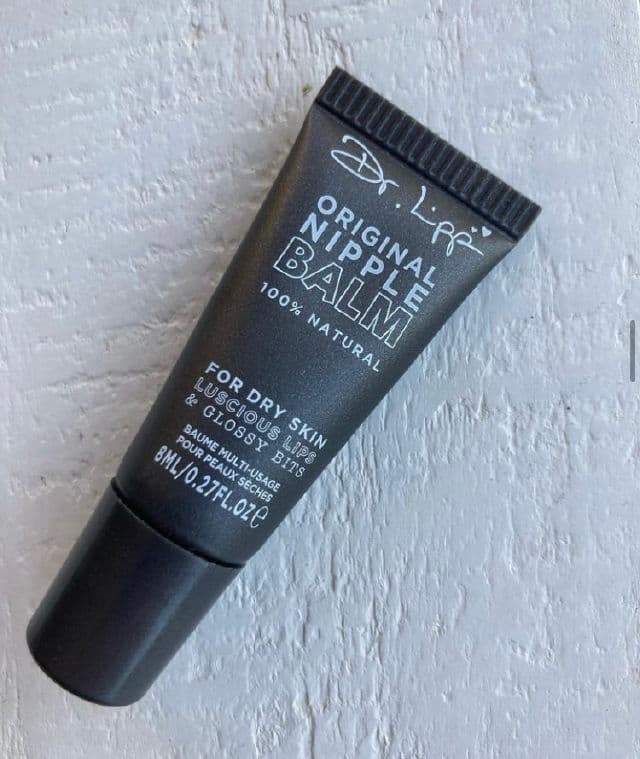 Dr. Lipp
ORIGINAL
NIPPLE
BALM
100% NATURAL
FOR DRY SKIN
LUSCIOUS LIPS
& GLOSSY BITS
BAUME MULTI-USAGE
POUR PEAUX SÈCHES
8ML/0.27FL.OZ℮